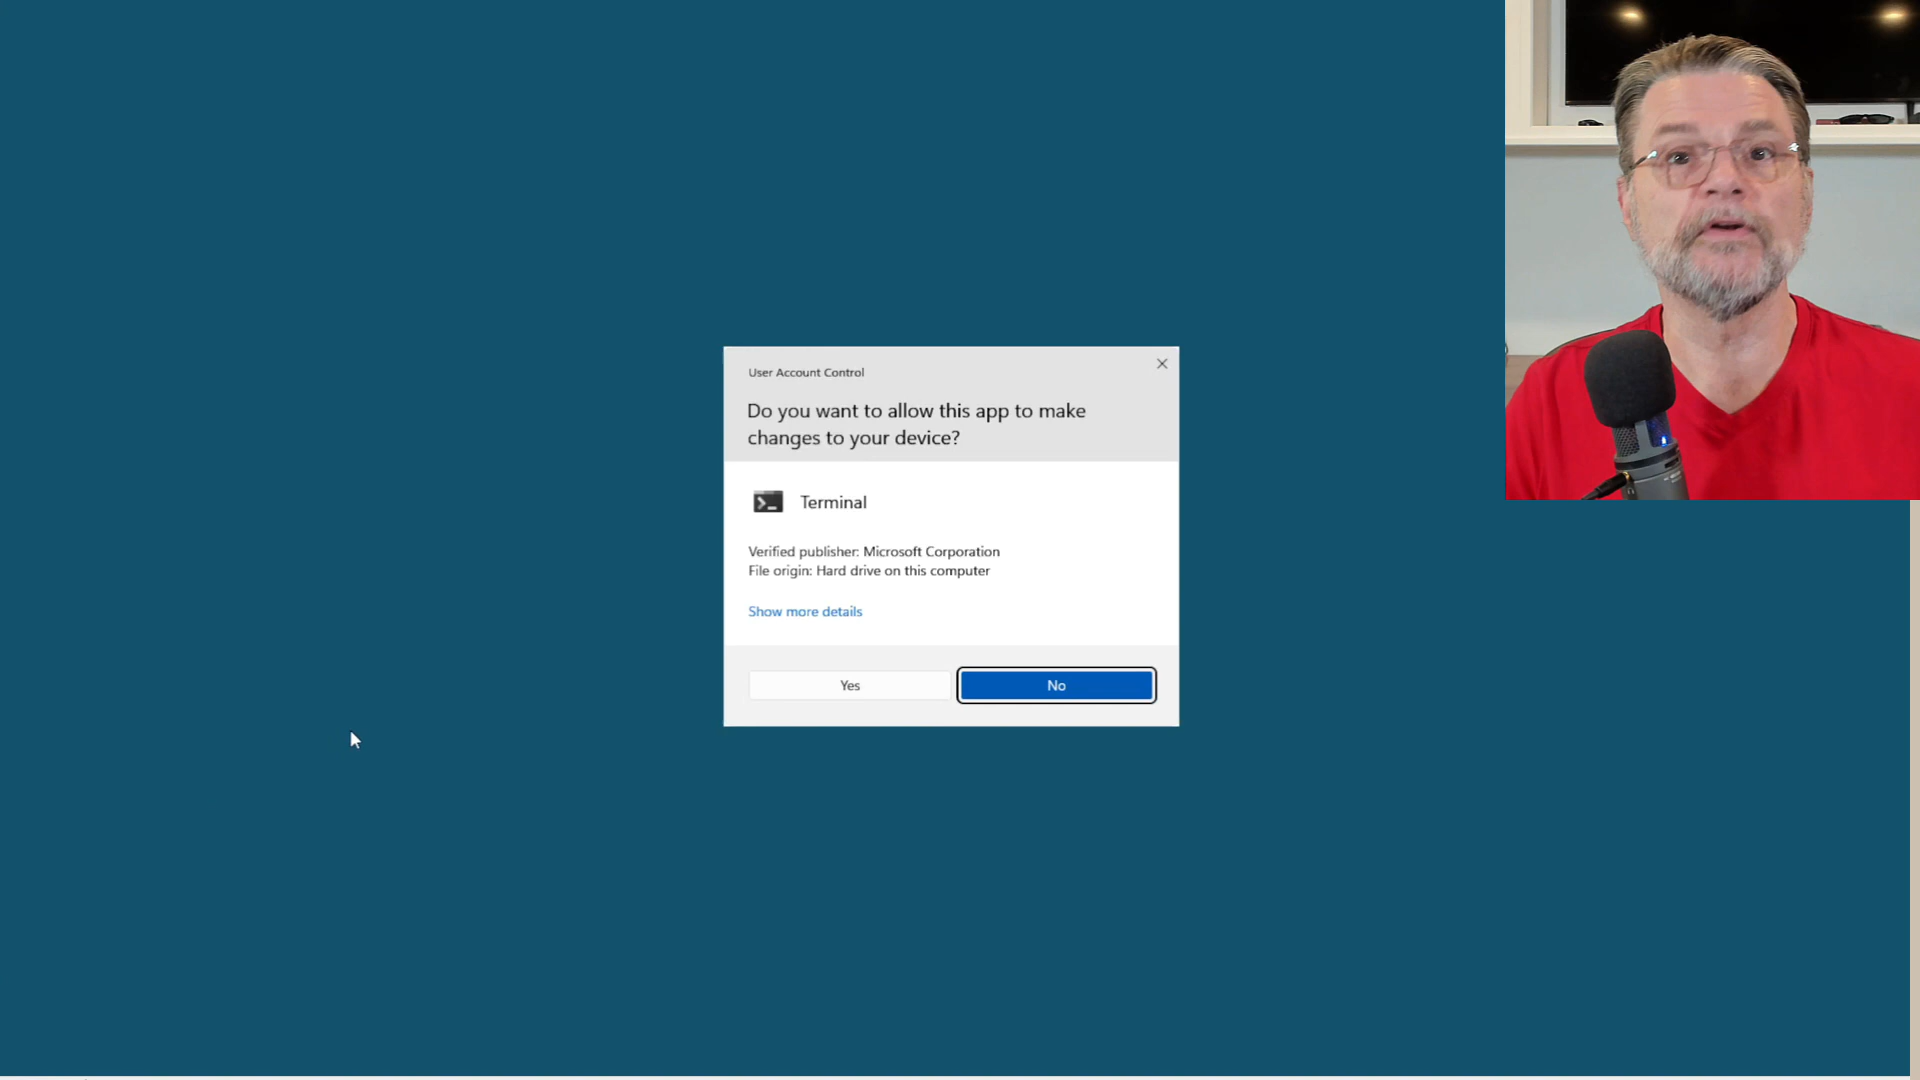 User Account Control
Do you want to allow this app to make
changes to your device?
Terminal
Verified publisher: Microsoft Corporation
File origin: Hard drive on this computer
Show more details
Yes
No